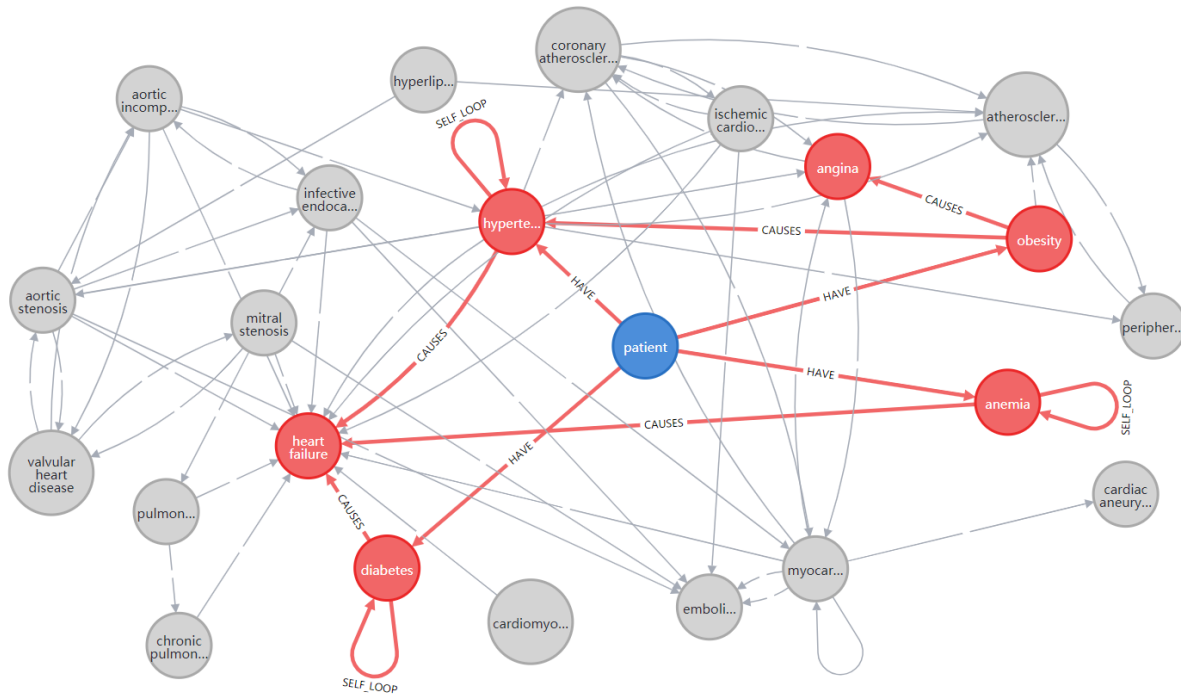 coronary
atheroscler...
aortic
incomp...
hyperlip...
ischemic
cardio...
atheroscler...
SELF_LOOP
angina
infective
endoca...
hyperte...
CAUSES
CAUSES
obesity
HAVE
HAVE
aortic
stenosis
mitral
stenosis
peripher...
patient
CAUSES
HAVE
anemia
SELF_LOOP
CAUSES
heart
failure
HAVE
valvular
heart
disease
cardiac
aneury...
pulmon...
CAUSES
diabetes
myocar...
emboli...
cardiomyo...
chronic
pulmon...
SELF_LOOP